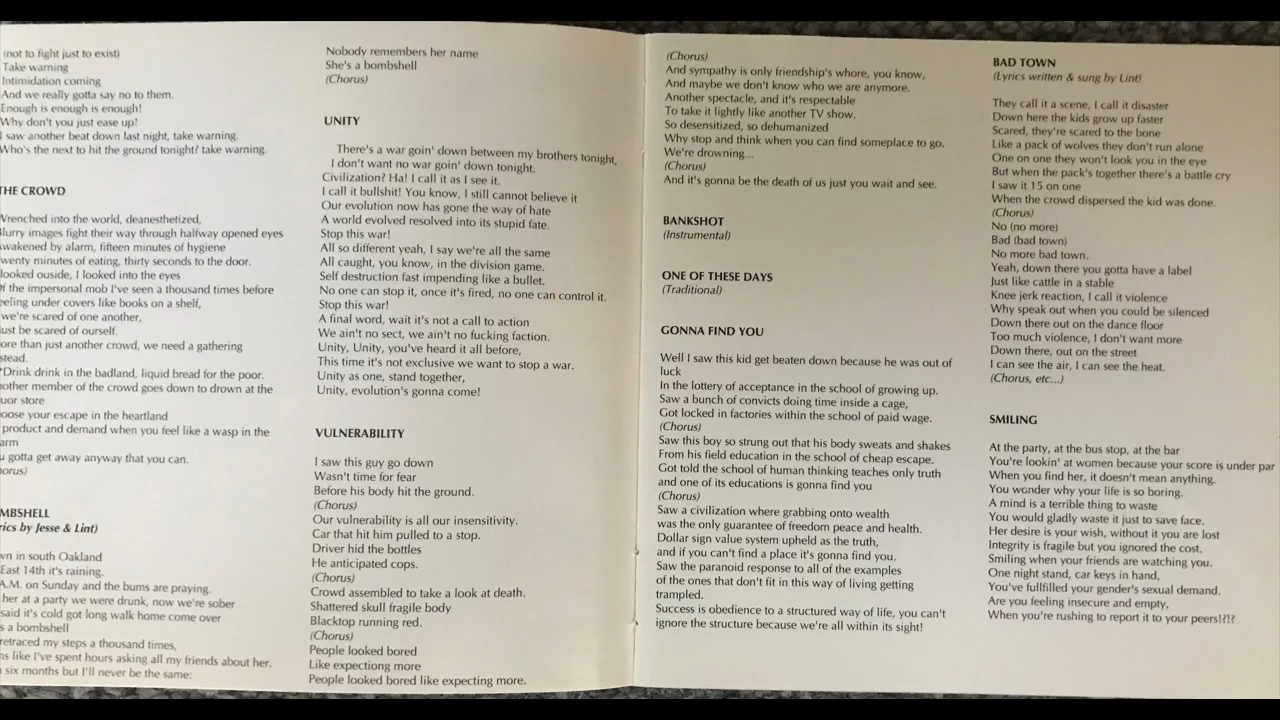 (not to fight just to exist)
Take warning
Intimidation coming
And we really gotta say no to them.
Enough is enough is enough!
Why don't you just ease up!
I saw another beat down last night, take warning.
Who's the next to hit the ground tonight? take warning.
THE CROWD
Wrenched into the world, deanesthetized,
Blurry images fight their way through halfway opened eyes
by alarm, fifteen minutes of hygiene
minutes of eating, thirty seconds to the door.
looked ouside, I looked into the eyes
the impersonal mob I've seen a thousand times before
under covers like books on a shelf,
we're scared of one another,
be scared of ourself.
than just another crowd, we need a gathering
"Drink drink in the badland, liquid bread for the poor.
member of the crowd goes down to drown at the
store
your escape in the heartland
product and demand when you feel like a wasp in the
gotta get away anyway that you can.
MBSHELL
by Jesse & Lint)
in south Oakland
East 14th it's raining.
A.M. on Sunday and the bums are praying.
her at a party we were drunk, now we're sober
said it's cold got long walk home come over
a bombshell
retraced my steps a thousand times,
like I've spent hours asking all my friends about her.
six months but I'll never be the same:
Nobody remembers her name
She's a bombshell
(Chorus)
UNITY
There's a war goin' down between my brothers tonight,
I don't want no war goin' down tonight.
Civilization? Ha! I call it as I see it.
I call it bullshit! You know, I still cannot believe it
Our evolution now has gone the way of hate
A world evolved resolved into its stupid fate.
Stop this war!
All so different yeah, I say we're all the same
All caught, you know, in the division game.
Self destruction fast impending like a bullet.
No one can stop it, once it's fired, no one can control it.
Stop this war!
A final word, wait it's not a call to action
We ain't no sect, we ain't no fucking faction.
Unity, Unity, you've heard it all before,
This time it's not exclusive we want to stop a war.
Unity as one, stand together,
Unity, evolution's gonna come!
VULNERABILITY
I saw this guy go down
Wasn't time for fear
Before his body hit the ground.
(Chorus)
Our vulnerability is all our insensitivity.
Car that hit him pulled to a stop.
Driver hid the bottles
He anticipated cops.
(Chorus)
Crowd assembled to take a look at death.
Shattered skull fragile body
Blacktop running red.
(Chorus)
People looked bored
Like expectiong more
People looked bored like expecting more.
(Chorus)
And sympathy is only friendship's whore, you know,
And maybe we don't know who we are anymore.
Another spectacle, and it's respectable
To take it lightly like another TV show.
So desensitized, so dehumanized
Why stop and think when you can find someplace to go.
We're drowning...
(Chorus)
And it's gonna be the death of us just you wait and see.
BANKSHOT
(Instrumental)
ONE OF THESE DAYS
(Traditional)
GONNA FIND YOU
Well I saw this kid get beaten down because he was out of
luck
In the lottery of acceptance in the school of growing up.
Saw a bunch of convicts doing time inside a cage,
Got locked in factories within the school of paid wage.
(Chorus)
Saw this boy so strung out that his body sweats and shakes
From his field education in the school of cheap escape.
Got told the school of human thinking teaches only truth
and one of its educations is gonna find you
(Chorus)
Saw a civilization where grabbing onto wealth
was the only guarantee of freedom peace and health.
Dollar sign value system upheld as the truth,
and if you can't find a place it's gonna find you.
Saw the paranoid response to all of the examples
of the ones that don't fit in this way of living getting
trampled.
Success is obedience to a structured way of life, you can't
ignore the structure because we're all within its sight!
BAD TOWN
(Lyrics written & sung by Lint)
They call it a scene, I call it disaster
Down here the kids grow up faster
Scared, they're scared to the bone
Like a pack of wolves they don't run alone
One on one they won't look you in the eye
But when the pack's together there's a battle cry
I saw it 15 on one
When the crowd dispersed the kid was done.
(Chorus)
No (no more)
Bad (bad town)
No more bad town.
Yeah, down there you gotta have a label
Just like cattle in a stable
Knee jerk reaction, I call it violence
Why speak out when you could be silenced
Down there out on the dance floor
Too much violence, I don't want more
Down there, out on the street
I can see the air, I can see the heat.
(Chorus, etc...)
SMILING
At the party, at the bus stop, at the bar
You're lookin' at women because your score is under par
When you find her, it doesn't mean anything.
You wonder why your life is so boring.
A mind is a terrible thing to waste
You would gladly waste it just to save face.
Her desire is your wish, without it you are lost
Integrity is fragile but you ignored the cost.
Smiling when your friends are watching you.
One night stand, car keys in hand,
You've fullfilled your gender's sexual demand.
Are you feeling insecure and empty,
When you're rushing to report it to your peers!?!?